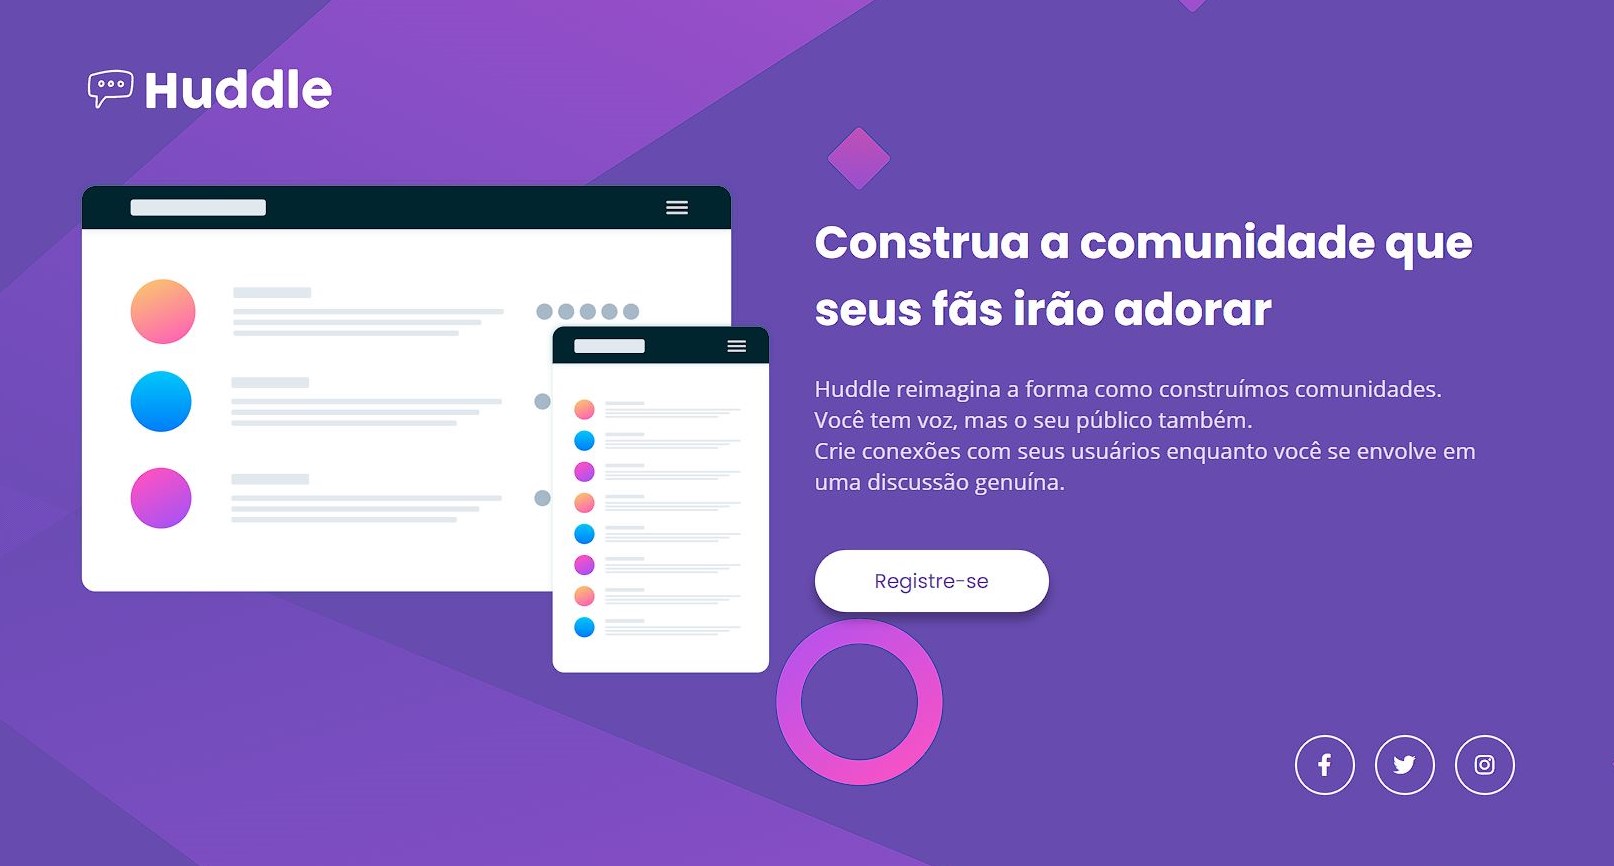 Huddle
Construa a comunidade que
seus fãs irão adorar
Huddle reimagina a forma como construímos comunidades.
Você tem voz, mas o seu público também.
Crie conexões com seus usuários enquanto você se envolve em
uma discussão genuína.
Registre-se